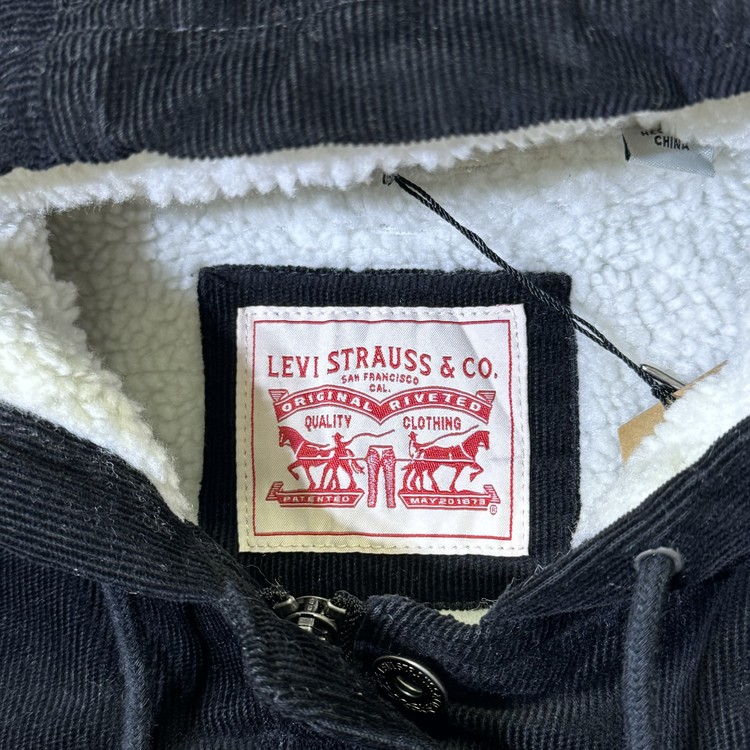 CHINA
LEVI STRAUSS & CO.
SAN FRANCISCO
CAL.
ORIGINAL RIVETED
QUALITY CLOTHING
PATENTED MAY 20 1873
®